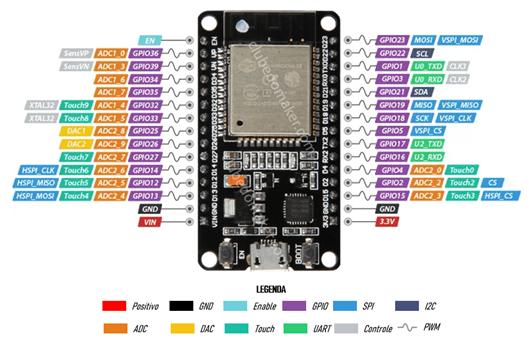 EN GPIO23 MOSI VSPI_MOSI
SensVP ADC1_0 GPIO36 GPIO22 SCL
SensVN ADC1_3 GPIO39 GPIO1 U0_TXD CLK3
ADC1_6 GPIO34 GPIO3 U0_RXD CLK2
ADC1_7 GPIO35 GPIO21 SDA
XTAL32 Touch9 ADC1_4 GPIO32 GPIO19 MISO VSPI_MISO
XTAL32 Touch8 ADC1_5 GPIO33 GPIO18 SCK VSPI_CLK
DAC1 ADC2_8 GPIO25 GPIO5 VSPI_CS
DAC2 ADC2_9 GPIO26 GPIO17 U2_TXD
Touch7 ADC2_7 GPIO27 GPIO16 U2_RXD
HSPI_CLK Touch6 ADC2_6 GPIO14 GPIO4 ADC2_0 Touch0
HSPI_MISO Touch5 ADC2_5 GPIO12 GPIO2 ADC2_2 Touch2 CS
HSPI_MOSI Touch4 ADC2_4 GPIO13 GPIO15 ADC2_3 Touch3 HSPI_CS
GND GND
VIN 3.3V
EN BOOT
LEGENDA
Positivo GND Enable GPIO SPI I2C
ADC DAC Touch UART Controle PWM